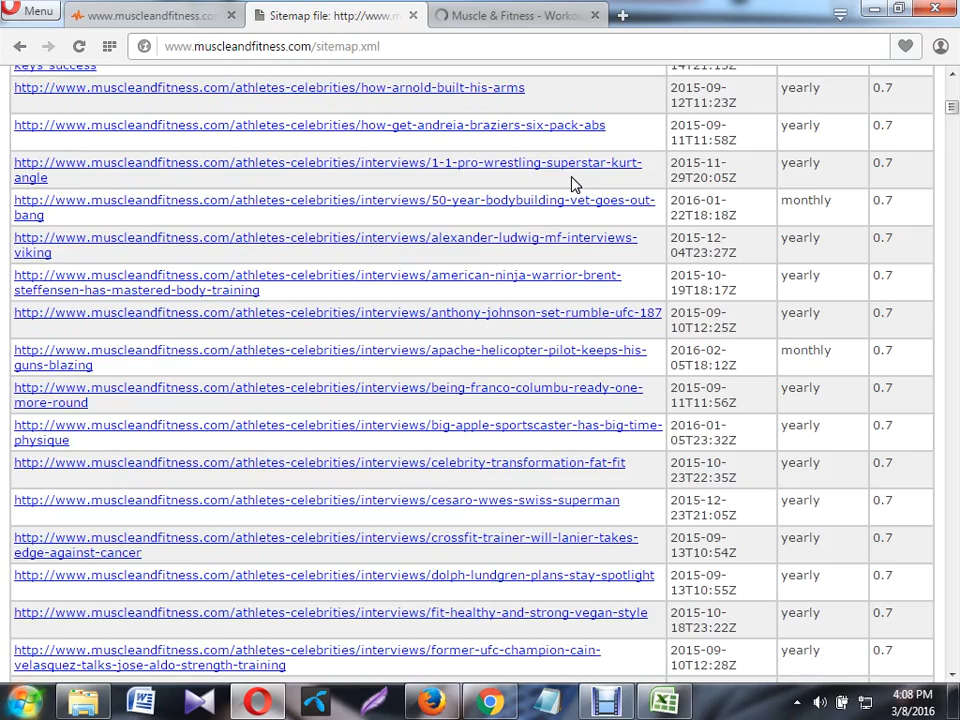 Menu
www.muscleandfitness.co
Sitemap file: http://www.m
Muscle & Fitness - Workou
www.muscleandfitness.com/sitemap.xml
keys-success
14T21:15Z
http://www.muscleandfitness.com/athletes-celebrities/how-arnold-built-his-arms
2015-09-
12T11:23Z
yearly
0.7
http://www.muscleandfitness.com/athletes-celebrities/how-get-andreia-braziers-six-pack-abs
2015-09-
11T11:58Z
yearly
0.7
http://www.muscleandfitness.com/athletes-celebrities/interviews/1-1-pro-wrestling-superstar-kurt-
angle
2015-11-
29T20:05Z
yearly
0.7
http://www.muscleandfitness.com/athletes-celebrities/interviews/50-year-bodybuilding-vet-goes-out-
bang
2016-01-
22T18:18Z
monthly
0.7
http://www.muscleandfitness.com/athletes-celebrities/interviews/alexander-ludwig-mf-interviews-
viking
2015-12-
04T23:27Z
yearly
0.7
http://www.muscleandfitness.com/athletes-celebrities/interviews/american-ninja-warrior-brent-
steffensen-has-mastered-body-training
2015-10-
19T18:17Z
yearly
0.7
http://www.muscleandfitness.com/athletes-celebrities/interviews/anthony-johnson-set-rumble-ufc-187
2015-09-
10T12:25Z
yearly
0.7
http://www.muscleandfitness.com/athletes-celebrities/interviews/apache-helicopter-pilot-keeps-his-
guns-blazing
2016-02-
05T18:12Z
monthly
0.7
http://www.muscleandfitness.com/athletes-celebrities/interviews/being-franco-columbu-ready-one-
more-round
2015-09-
11T11:56Z
yearly
0.7
http://www.muscleandfitness.com/athletes-celebrities/interviews/big-apple-sportscaster-has-big-time-
physique
2016-01-
05T23:32Z
yearly
0.7
http://www.muscleandfitness.com/athletes-celebrities/interviews/celebrity-transformation-fat-fit
2015-10-
23T22:35Z
yearly
0.7
http://www.muscleandfitness.com/athletes-celebrities/interviews/cesaro-wwes-swiss-superman
2015-12-
23T21:05Z
yearly
0.7
http://www.muscleandfitness.com/athletes-celebrities/interviews/crossfit-trainer-will-lanier-takes-
edge-against-cancer
2015-09-
13T10:54Z
yearly
0.7
http://www.muscleandfitness.com/athletes-celebrities/interviews/dolph-lundgren-plans-stay-spotlight
2015-09-
13T10:55Z
yearly
0.7
http://www.muscleandfitness.com/athletes-celebrities/interviews/fit-healthy-and-strong-vegan-style
2015-10-
18T23:22Z
yearly
0.7
http://www.muscleandfitness.com/athletes-celebrities/interviews/former-ufc-champion-cain-
velasquez-talks-jose-aldo-strength-training
2015-09-
10T12:28Z
yearly
0.7
4:08 PM
3/8/2016